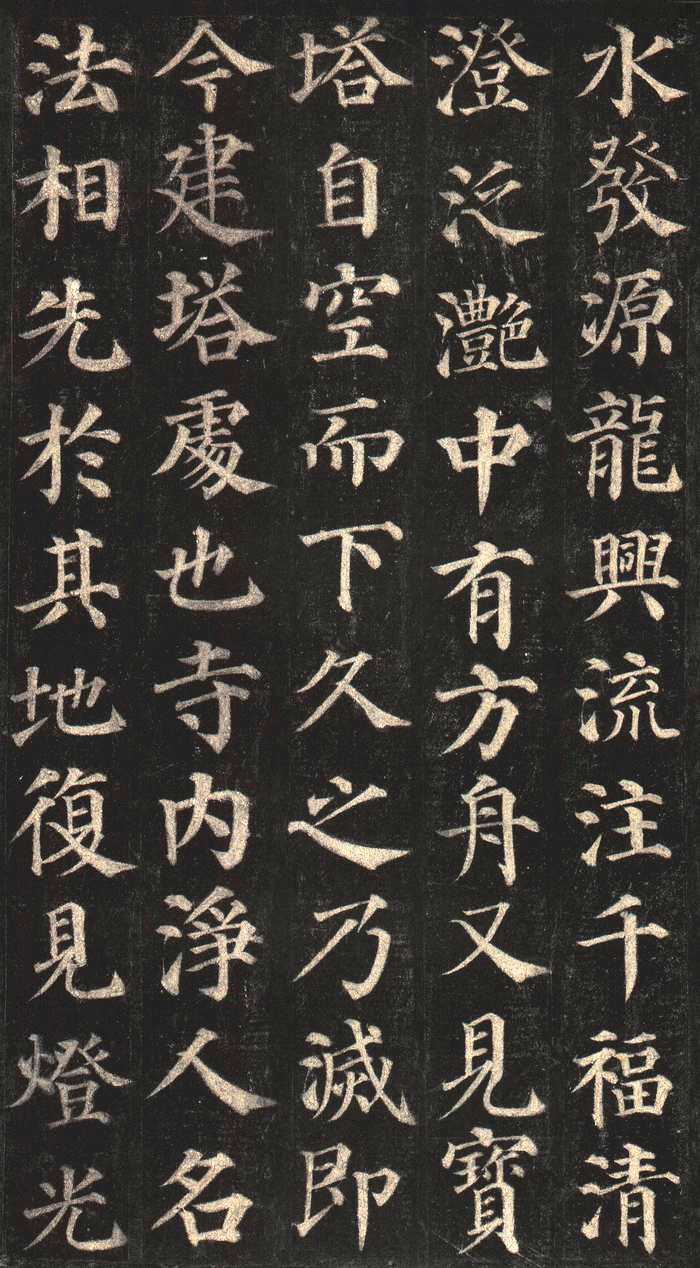 水發源龍興流注千福清
澄泛灧中有方舟又見寶
塔自空而下久之乃滅即
今建塔處也寺内淨人名
法相先於其地復見燈光